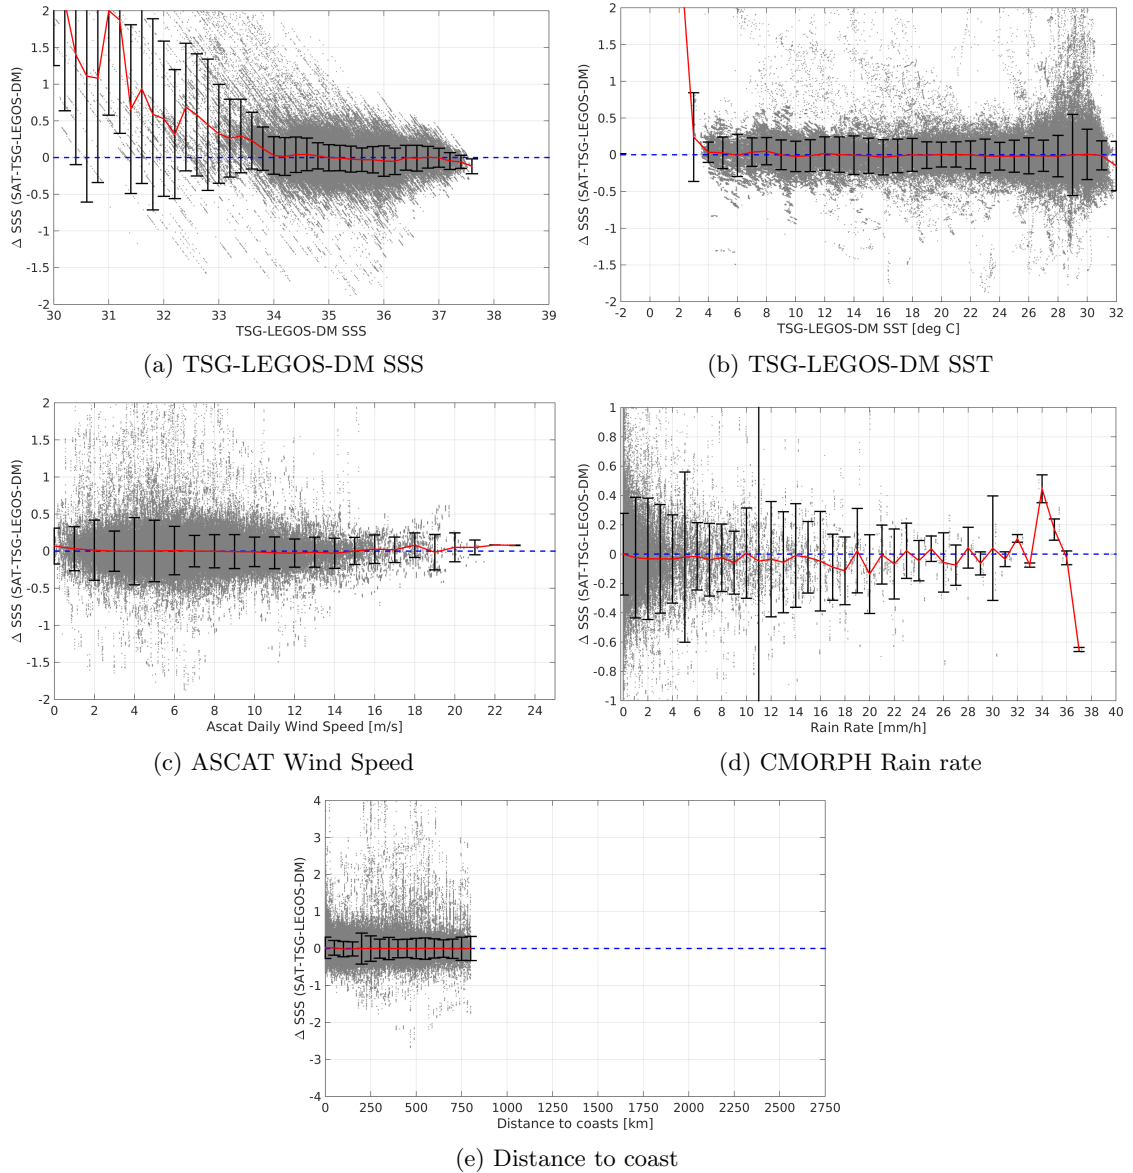 2
1.5
1
0.5
0
-0.5
-1
-1.5
-2
Δ SSS (SAT-TSG-LEGOS-DM)
30 31 32 33 34 35 36 37 38 39
TSG-LEGOS-DM SSS
(a) TSG-LEGOS-DM SSS
2
1.5
1
0.5
0
-0.5
-1
-1.5
-2
Δ SSS (SAT-TSG-LEGOS-DM)
-2 0 2 4 6 8 10 12 14 16 18 20 22 24 26 28 30 32
TSG-LEGOS-DM SST [deg C]
(b) TSG-LEGOS-DM SST
2
1.5
1
0.5
0
-0.5
-1
-1.5
-2
Δ SSS (SAT-TSG-LEGOS-DM)
0 2 4 6 8 10 12 14 16 18 20 22 24
Ascat Daily Wind Speed [m/s]
(c) ASCAT Wind Speed
1
0.8
0.6
0.4
0.2
0
-0.2
-0.4
-0.6
-0.8
-1
Δ SSS (SAT-TSG-LEGOS-DM)
0 2 4 6 8 10 12 14 16 18 20 22 24 26 28 30 32 34 36 38 40
Rain Rate [mm/h]
(d) CMORPH Rain rate
4
3
2
1
0
-1
-2
-3
-4
Δ SSS (SAT-TSG-LEGOS-DM)
0 250 500 750 1000 1250 1500 1750 2000 2250 2500 2750
Distance to coasts [km]
(e) Distance to coast